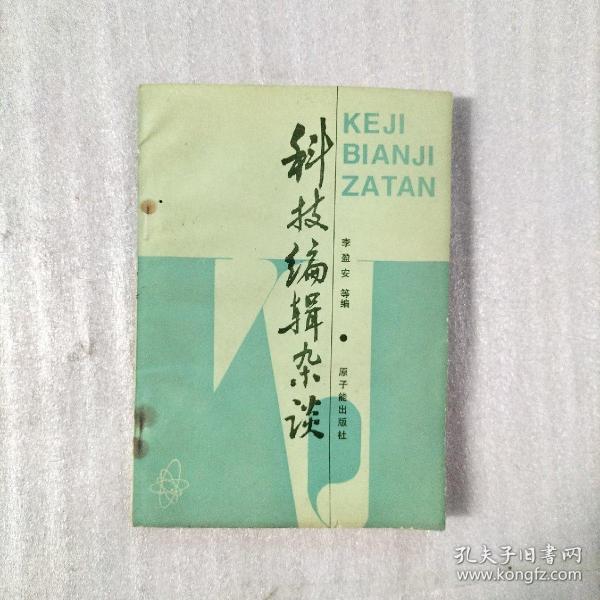 KEJI
BIANJI
ZATAN
科技编辑杂谈
李盈安 等编
原子能出版社
孔夫子旧书网
www.kongfz.com